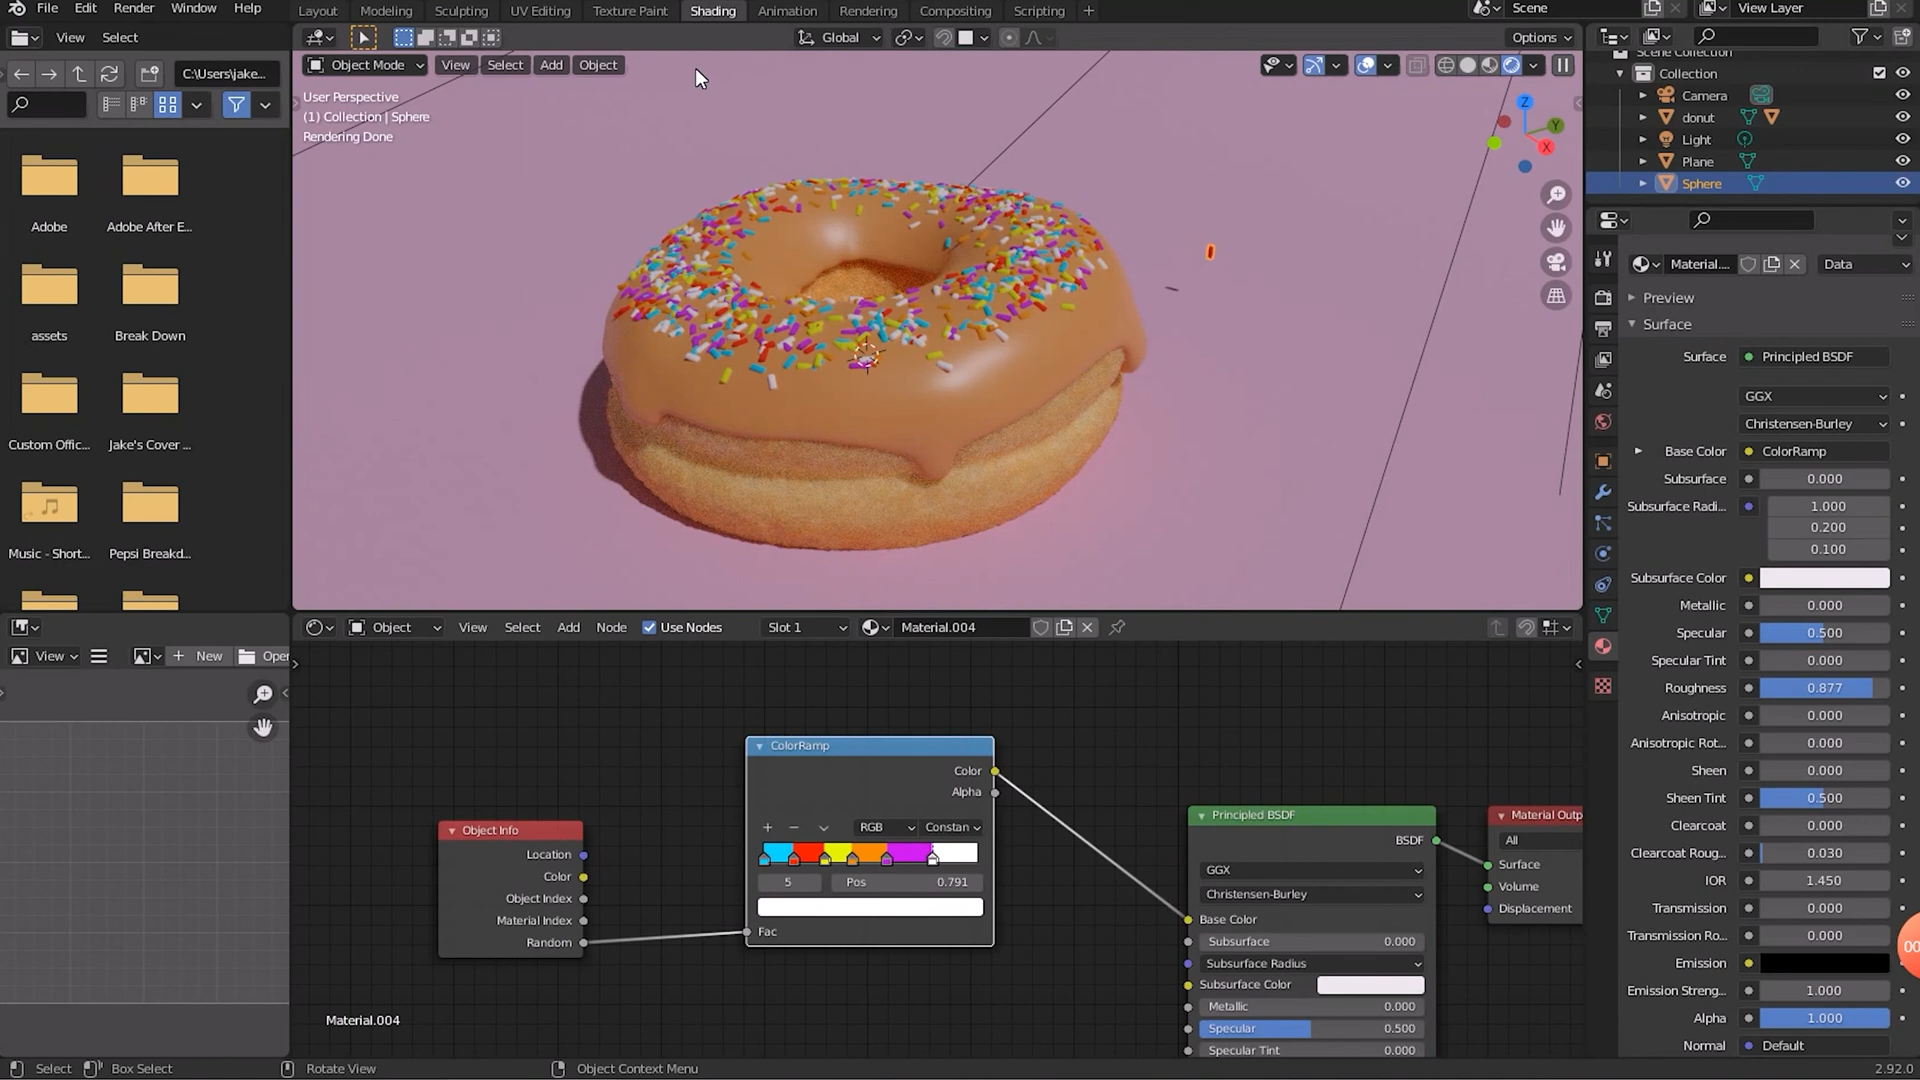 File Edit Render Window Help
Layout Modeling Sculpting UV Editing Texture Paint Shading Animation Rendering Compositing Scripting +
Scene
View Layer
View Select
Global
Options
C:\Users\jake...
Object Mode View Select Add Object
User Perspective
(1) Collection | Sphere
Rendering Done
Z
Y
X
Adobe
Adobe After E...
assets
Break Down
Custom Offic...
Jake's Cover ...
Music - Short...
Pepsi Breakd...
Scene Collection
Collection
Camera
donut
Light
Plane
Sphere
Material....
Data
Preview
Surface
Surface Principled BSDF
GGX
Christensen-Burley
Base Color ColorRamp
Subsurface 0.000
Subsurface Radi... 1.000
0.200
0.100
Subsurface Color
Metallic 0.000
Specular 0.500
Specular Tint 0.000
Roughness 0.877
Anisotropic 0.000
Anisotropic Rot... 0.000
Sheen 0.000
Sheen Tint 0.500
Clearcoat 0.000
Clearcoat Roug... 0.030
IOR 1.450
Transmission 0.000
Transmission Ro... 0.000
Emission
Emission Streng... 1.000
Alpha 1.000
Normal Default
View + New Oper
Object View Select Add Node Use Nodes Slot 1 Material.004
Object Info
Location
Color
Object Index
Material Index
Random
ColorRamp
Color
Alpha
+ − RGB Constan
5 Pos 0.791
Fac
Principled BSDF
BSDF
GGX
Christensen-Burley
Base Color
Subsurface 0.000
Subsurface Radius
Subsurface Color
Metallic 0.000
Specular 0.500
Specular Tint 0.000
Material Outp
All
Surface
Volume
Displacement
Material.004
00
Select Box Select Rotate View Object Context Menu 2.92.0